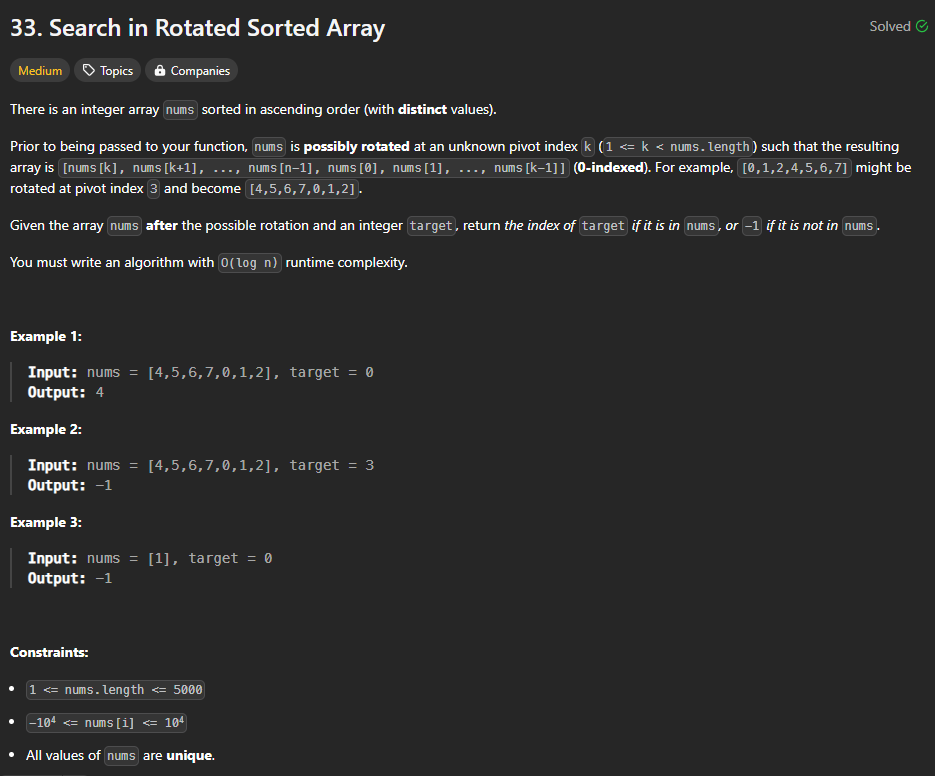 33. Search in Rotated Sorted Array
Solved
Medium Topics Companies
There is an integer array nums sorted in ascending order (with distinct values).
Prior to being passed to your function, nums is possibly rotated at an unknown pivot index k (1 <= k < nums.length) such that the resulting
array is [nums[k], nums[k+1], ..., nums[n-1], nums[0], nums[1], ..., nums[k-1]] (0-indexed). For example, [0,1,2,4,5,6,7] might be
rotated at pivot index 3 and become [4,5,6,7,0,1,2].
Given the array nums after the possible rotation and an integer target, return the index of target if it is in nums, or -1 if it is not in nums.
You must write an algorithm with O(log n) runtime complexity.
Example 1:
Input: nums = [4,5,6,7,0,1,2], target = 0
Output: 4
Example 2:
Input: nums = [4,5,6,7,0,1,2], target = 3
Output: -1
Example 3:
Input: nums = [1], target = 0
Output: -1
Constraints:
• 1 <= nums.length <= 5000
• -10⁴ <= nums[i] <= 10⁴
• All values of nums are unique.